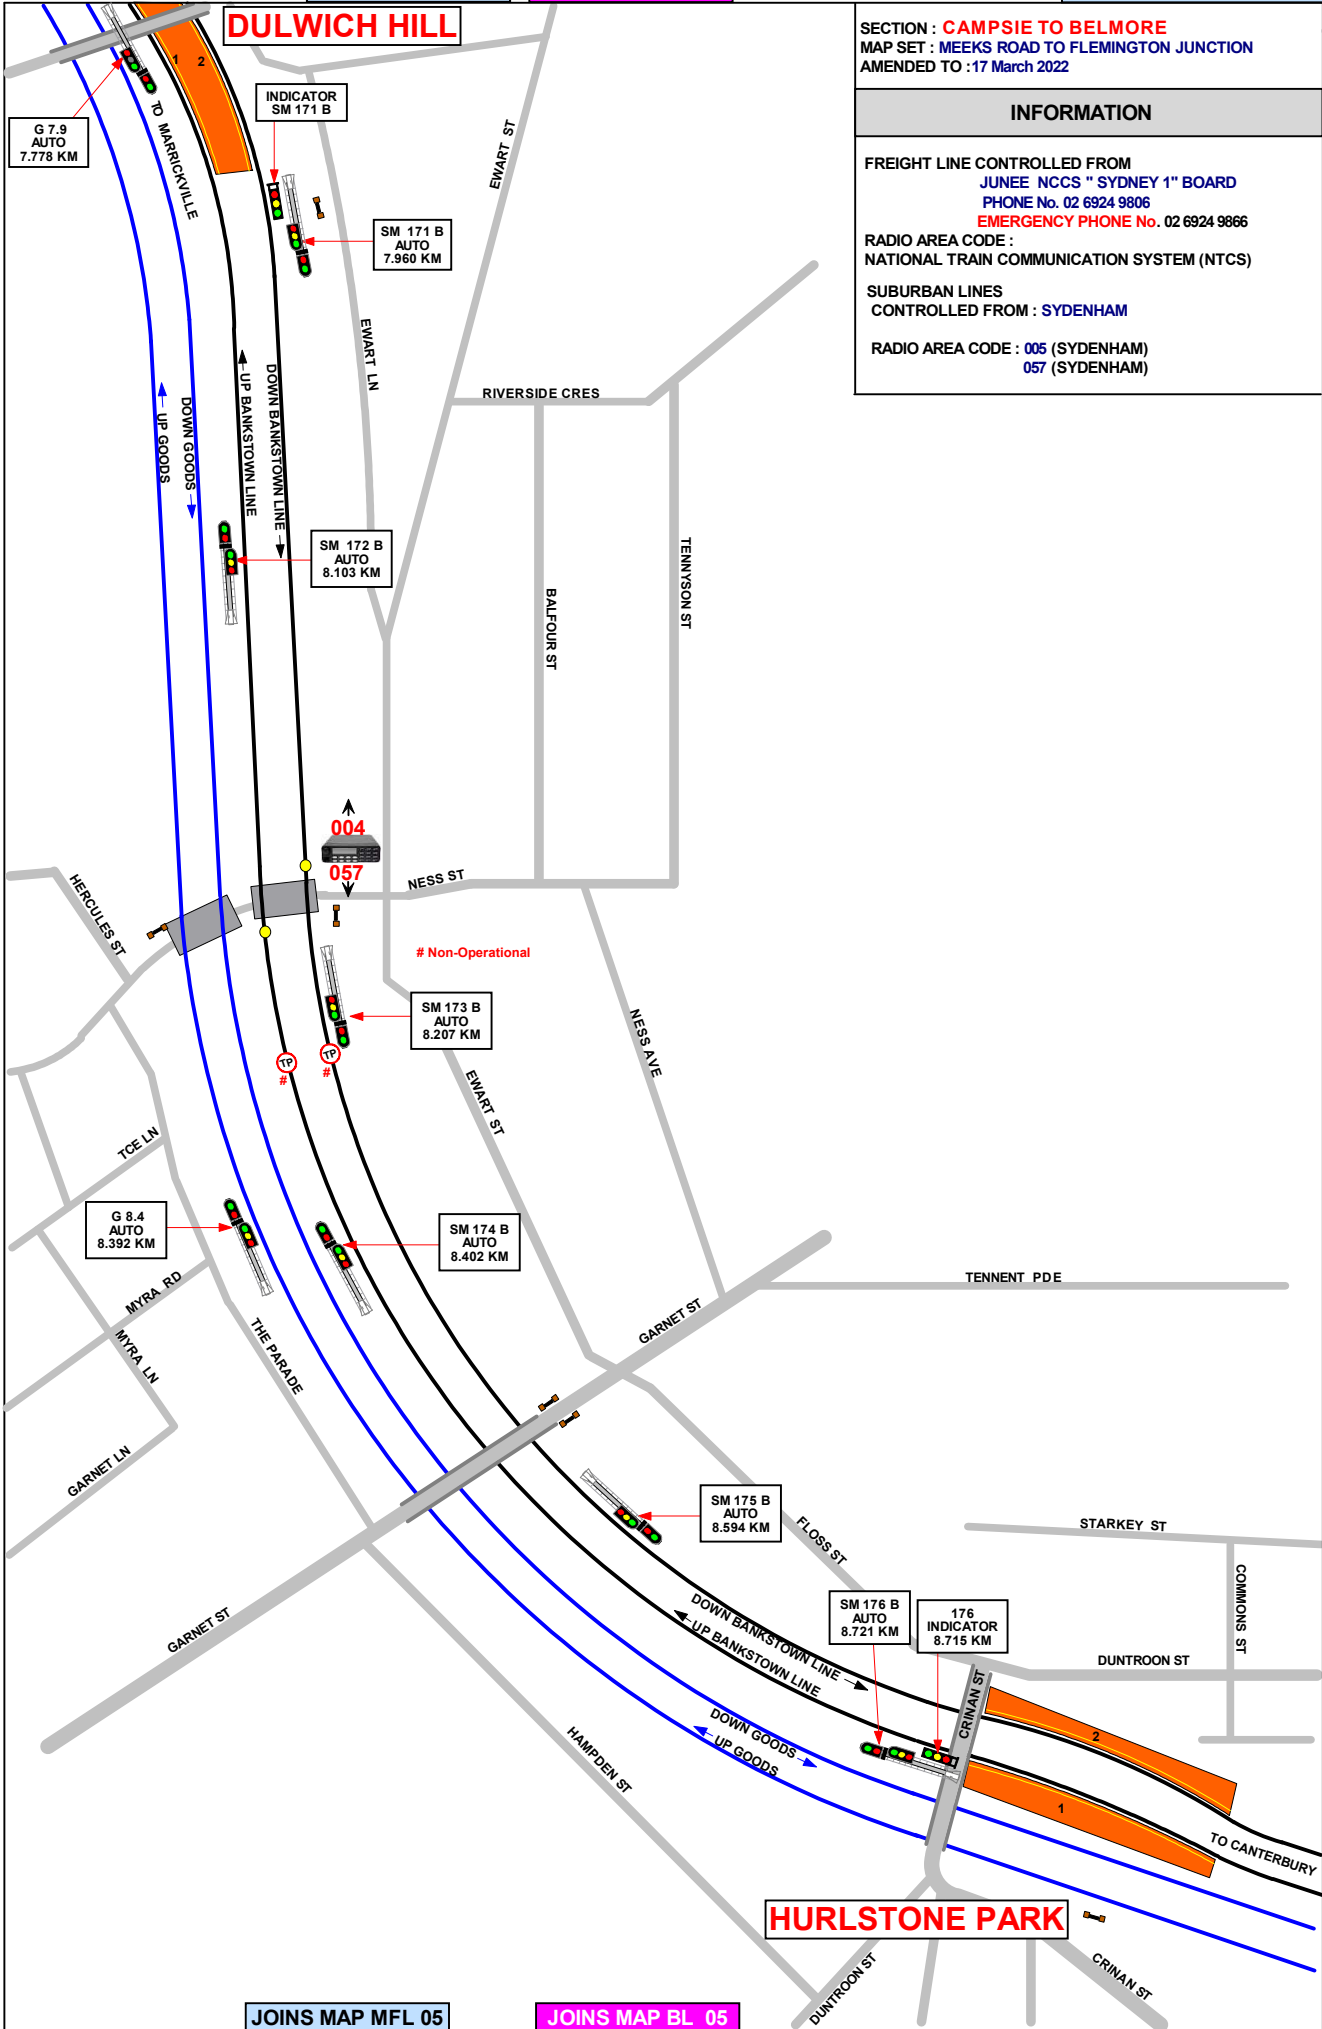 DULWICH HILL
SECTION : CAMPSIE TO BELMORE
MAP SET : MEEKS ROAD TO FLEMINGTON JUNCTION
AMENDED TO :17 March 2022
INFORMATION
FREIGHT LINE CONTROLLED FROM
JUNEE NCCS " SYDNEY 1" BOARD
PHONE No. 02 6924 9806
EMERGENCY PHONE No. 02 6924 9866
RADIO AREA CODE :
NATIONAL TRAIN COMMUNICATION SYSTEM (NTCS)
SUBURBAN LINES
CONTROLLED FROM : SYDENHAM
RADIO AREA CODE : 005 (SYDENHAM)
057 (SYDENHAM)
1 2
G 7.9
AUTO
7.778 KM
TO MARRICKVILLE
INDICATOR
SM 171 B
EWART ST
SM 171 B
AUTO
7.960 KM
EWART LN
RIVERSIDE CRES
UP GOODS
DOWN GOODS
UP BANKSTOWN LINE
DOWN BANKSTOWN LINE
SM 172 B
AUTO
8.103 KM
BALFOUR ST
TENNYSON ST
004
057
NESS ST
HERCULES ST
# Non-Operational
SM 173 B
AUTO
8.207 KM
NESS AVE
TP
#
TP
#
EWART ST
TCE LN
G 8.4
AUTO
8.392 KM
SM 174 B
AUTO
8.402 KM
MYRA RD
MYRA LN
THE PARADE
GARNET ST
TENNENT PDE
GARNET LN
SM 175 B
AUTO
8.594 KM
FLOSS ST
STARKEY ST
COMMONS ST
GARNET ST
SM 176 B
AUTO
8.721 KM
176
INDICATOR
8.715 KM
DOWN BANKSTOWN LINE
UP BANKSTOWN LINE
DUNTROON ST
CRINAN ST
DOWN GOODS
UP GOODS
HAMPDEN ST
2
1
TO CANTERBURY
HURLSTONE PARK
DUNTROON ST
CRINAN ST
JOINS MAP MFL 05
JOINS MAP BL 05